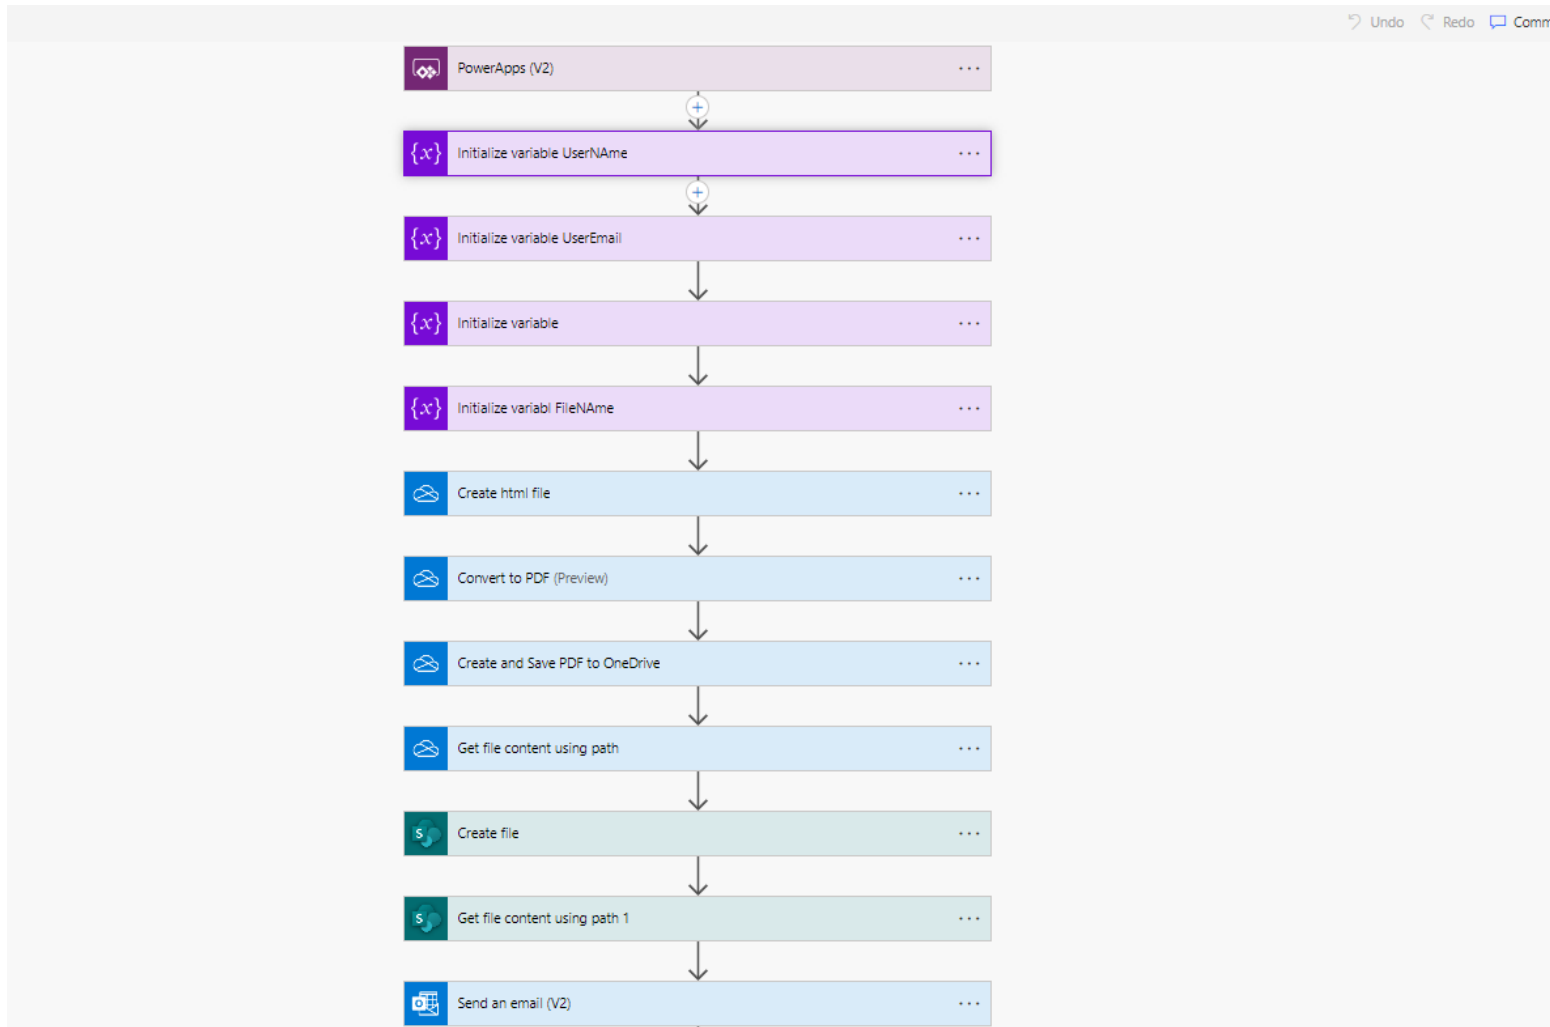 Undo Redo Comm
PowerApps (V2)
Initialize variable UserNAme
Initialize variable UserEmail
Initialize variable
Initialize variabl FileNAme
Create html file
Convert to PDF (Preview)
Create and Save PDF to OneDrive
Get file content using path
Create file
Get file content using path 1
Send an email (V2)